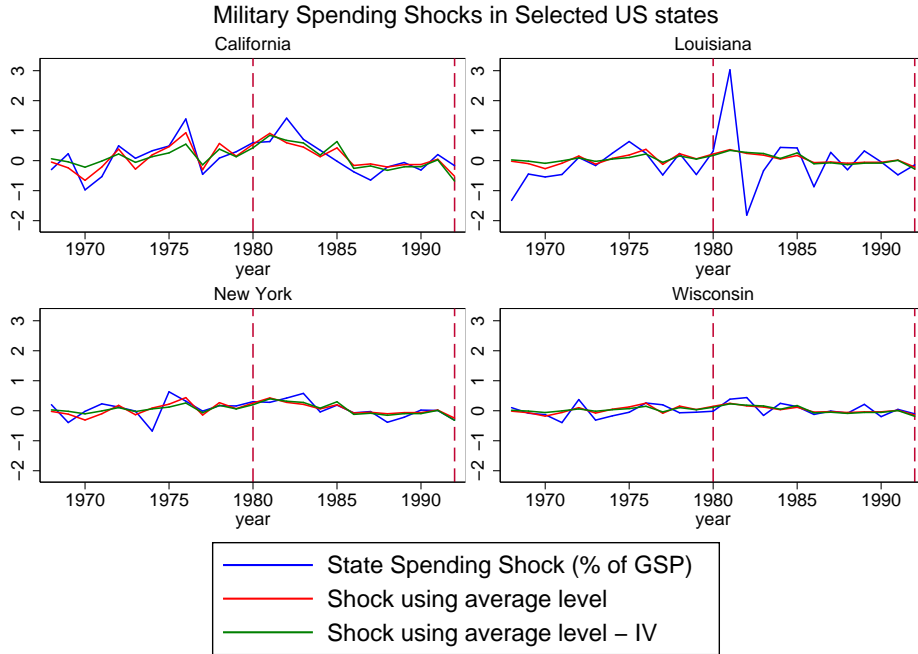 Military Spending Shocks in Selected US states
California
Louisiana
3
2
1
0
−1
−2
1970 1975 1980 1985 1990
year
3
2
1
0
−1
−2
1970 1975 1980 1985 1990
year
New York
Wisconsin
3
2
1
0
−1
−2
1970 1975 1980 1985 1990
year
3
2
1
0
−1
−2
1970 1975 1980 1985 1990
year
State Spending Shock (% of GSP)
Shock using average level
Shock using average level − IV